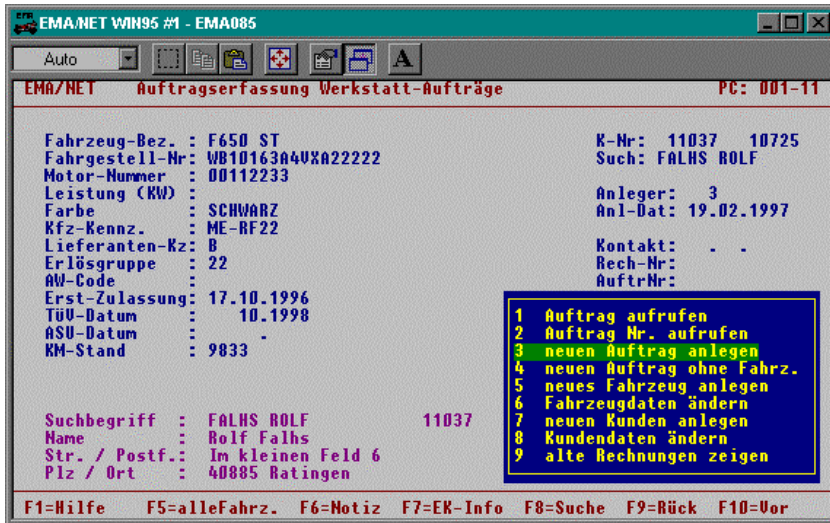 EMA/NET WIN95 #1 - EMA085
Auto
A
EMA/NET Auftragserfassung Werkstatt-Aufträge PC: 001-11
Fahrzeug-Bez. : F650 ST K-Nr: 11037 10725
Fahrgestell-Nr: WB10163A4VXA22222 Such: FALHS ROLF
Motor-Nummer : 00112233
Leistung (KW) : Anleger: 3
Farbe : SCHWARZ Anl-Dat: 19.02.1997
Kfz-Kennz. : ME-RF22
Lieferanten-Kz: B Kontakt: . .
Erlösgruppe : 22 Rech-Nr:
AW-Code : AuftrNr:
Erst-Zulassung: 17.10.1996
TüV-Datum : 10.1998
ASU-Datum : .
KM-Stand : 9833
1 Auftrag aufrufen
2 Auftrag Nr. aufrufen
3 neuen Auftrag anlegen
4 neuen Auftrag ohne Fahrz.
5 neues Fahrzeug anlegen
6 Fahrzeugdaten ändern
7 neuen Kunden anlegen
8 Kundendaten ändern
9 alte Rechnungen zeigen
Suchbegriff : FALHS ROLF 11037
Name : Rolf Falhs
Str. / Postf.: Im kleinen Feld 6
Plz / Ort : 40885 Ratingen
F1=Hilfe F5=alleFahrz. F6=Notiz F7=EK-Info F8=Suche F9=Rück F10=Vor